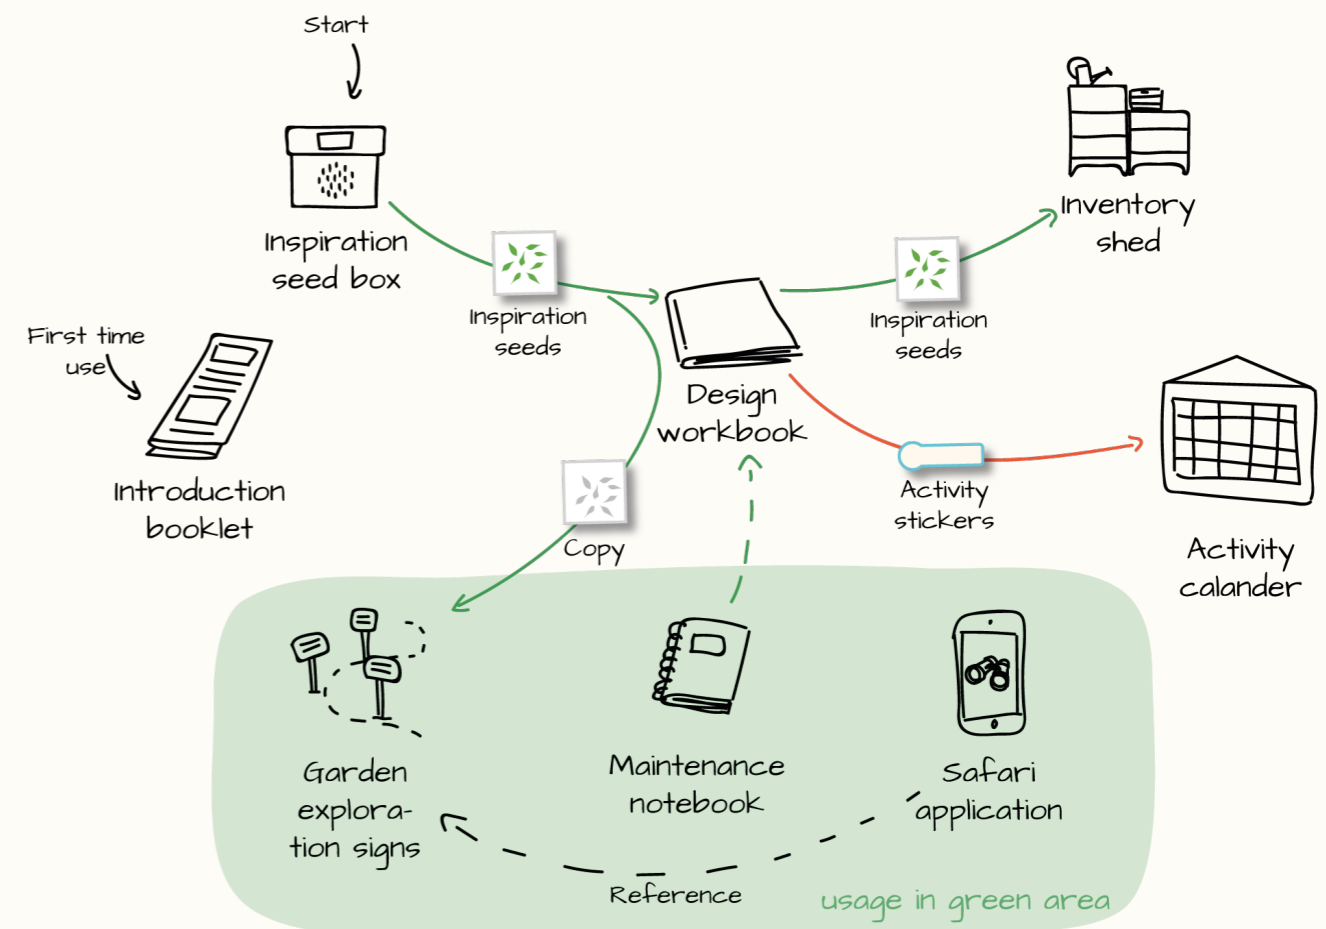 Start
Inspiration
seed box
Inspiration
seeds
Inspiration
seeds
Inventory
shed
First time
use
Introduction
booklet
Design
workbook
Activity
stickers
Activity
calander
Copy
Garden
explora-
tion signs
Maintenance
notebook
Safari
application
Reference
usage in green area